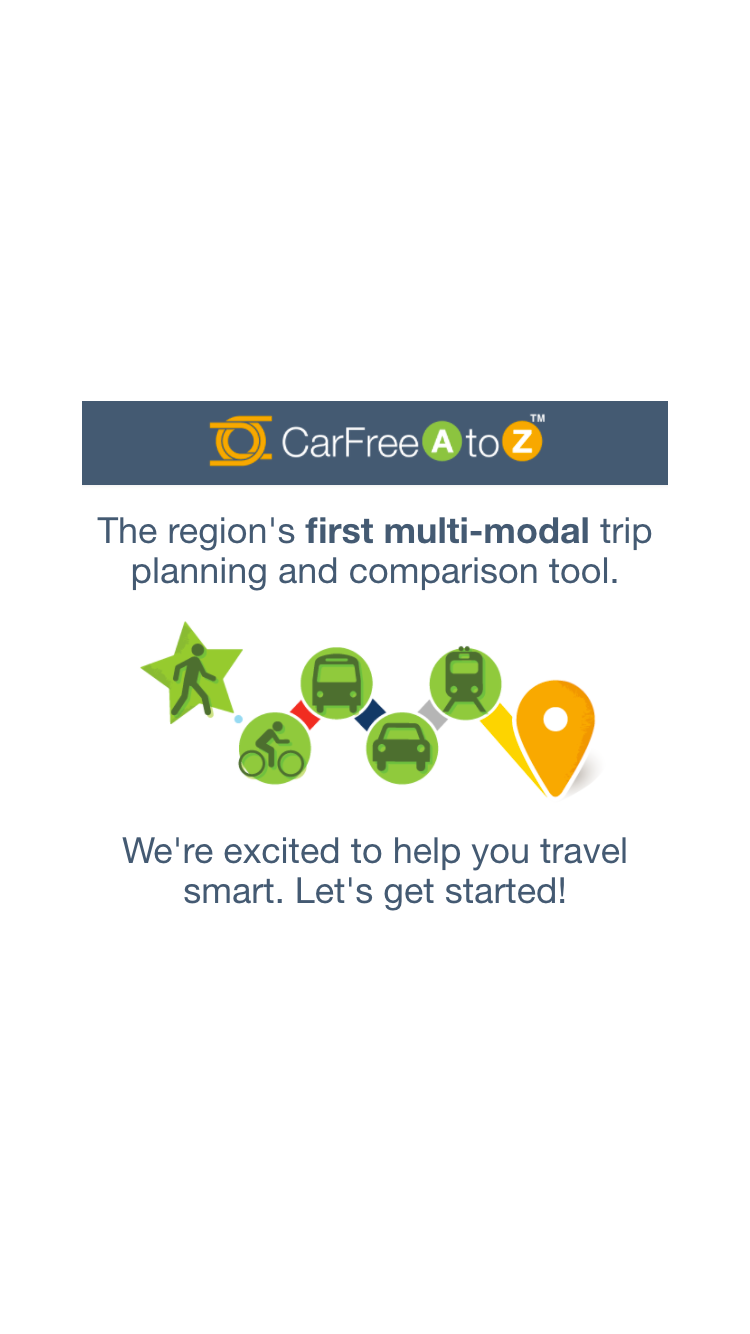 CarFree A to Z™
The region's first multi-modal trip
planning and comparison tool.
We're excited to help you travel
smart. Let's get started!